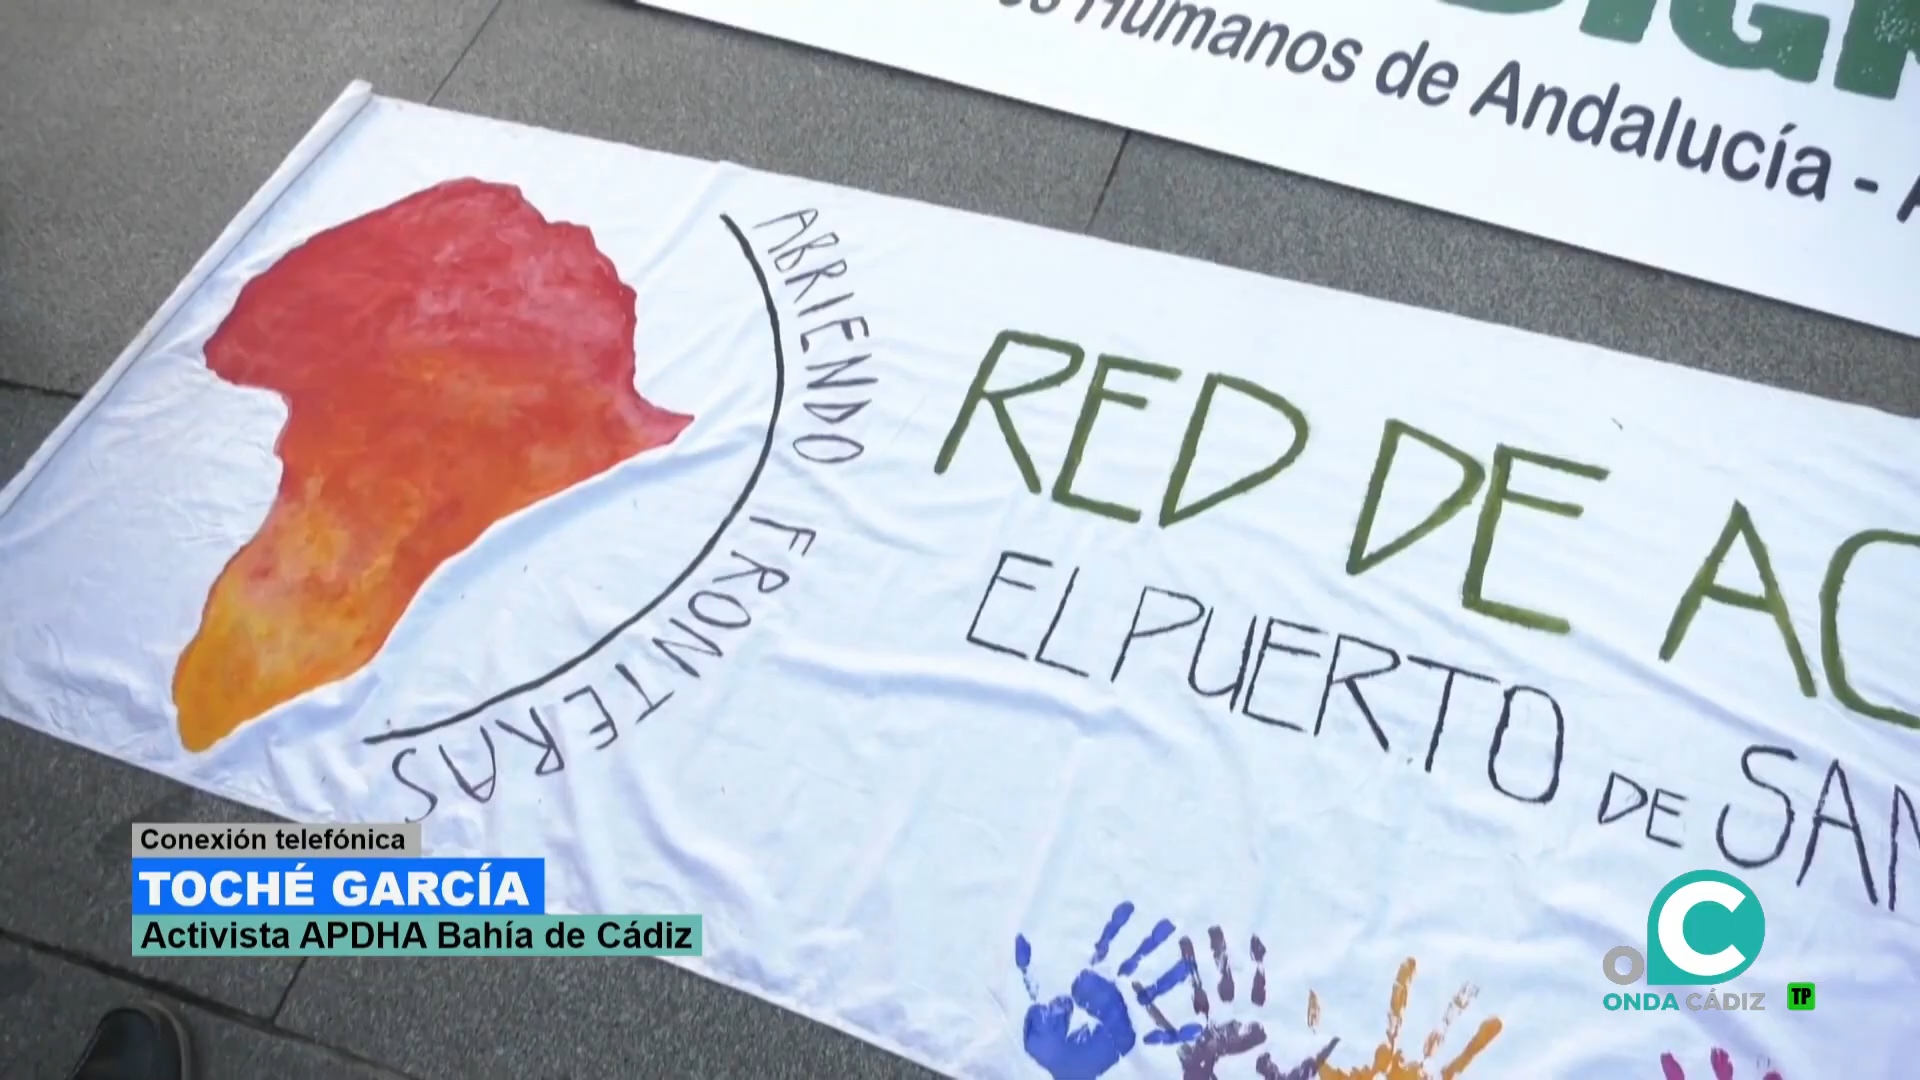 Humanos de Andalucía -
ABRIENDO FRONTERAS
RED DE AC
EL PUERTO DE SAN
Conexión telefónica
TOCHÉ GARCÍA
Activista APDHA Bahía de Cádiz
ONDA CÁDIZ
TP